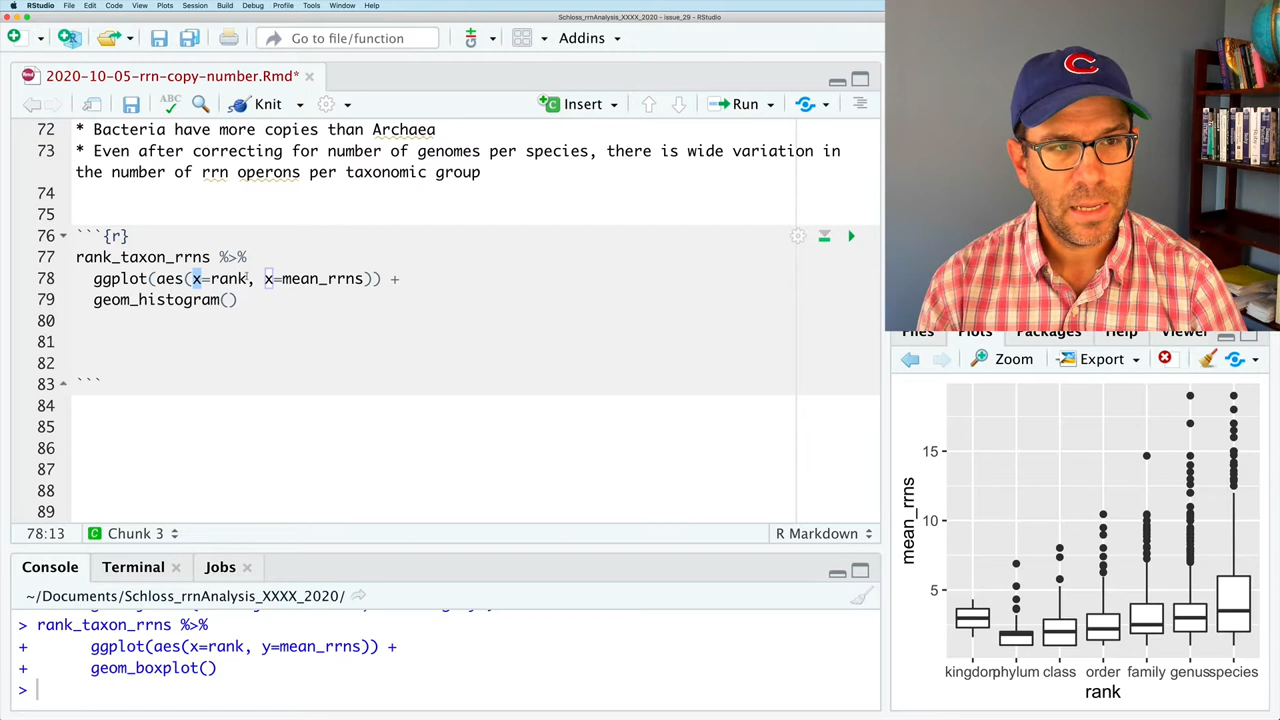 RStudio File Edit Code View Plots Session Build Debug Profile Tools Window Help
Schloss_rrnAnalysis_XXXX_2020 - issue_29 - RStudio
Go to file/function
Addins
2020-10-05-rrn-copy-number.Rmd*
ABC
Knit
Insert
Run
72 * Bacteria have more copies than Archaea
73 * Even after correcting for number of genomes per species, there is wide variation in
the number of rrn operons per taxonomic group
74
75
76 ```{r}
77 rank_taxon_rrns %>%
78 ggplot(aes(x=rank, x=mean_rrns)) +
79 geom_histogram()
80
81
82
83 ```
84
85
86
87
88
89
78:13 Chunk 3 R Markdown
Console Terminal Jobs
~/Documents/Schloss_rrnAnalysis_XXXX_2020/
> rank_taxon_rrns %>%
+ ggplot(aes(x=rank, y=mean_rrns)) +
+ geom_boxplot()
>
Files Plots Packages Help Viewer
Zoom Export
mean_rrns
15
10
5
kingdom phylum class order family genus species
rank